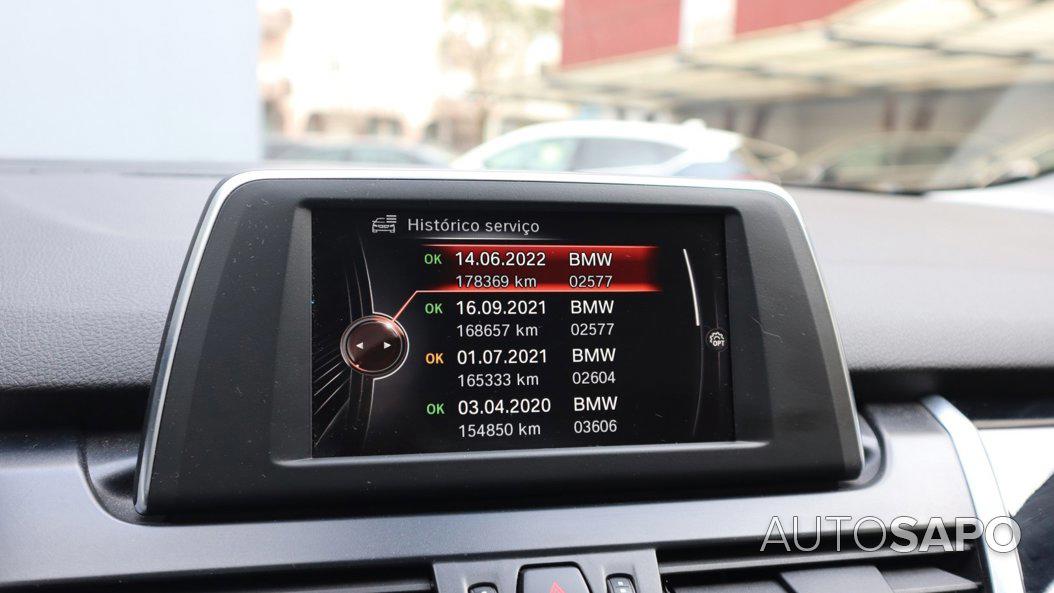 Histórico serviço
OK 14.06.2022 BMW
178369 km 02577
OK 16.09.2021 BMW
168657 km 02577
OK 01.07.2021 BMW
165333 km 02604
OK 03.04.2020 BMW
154850 km 03606
OPT
AUTOSAPO